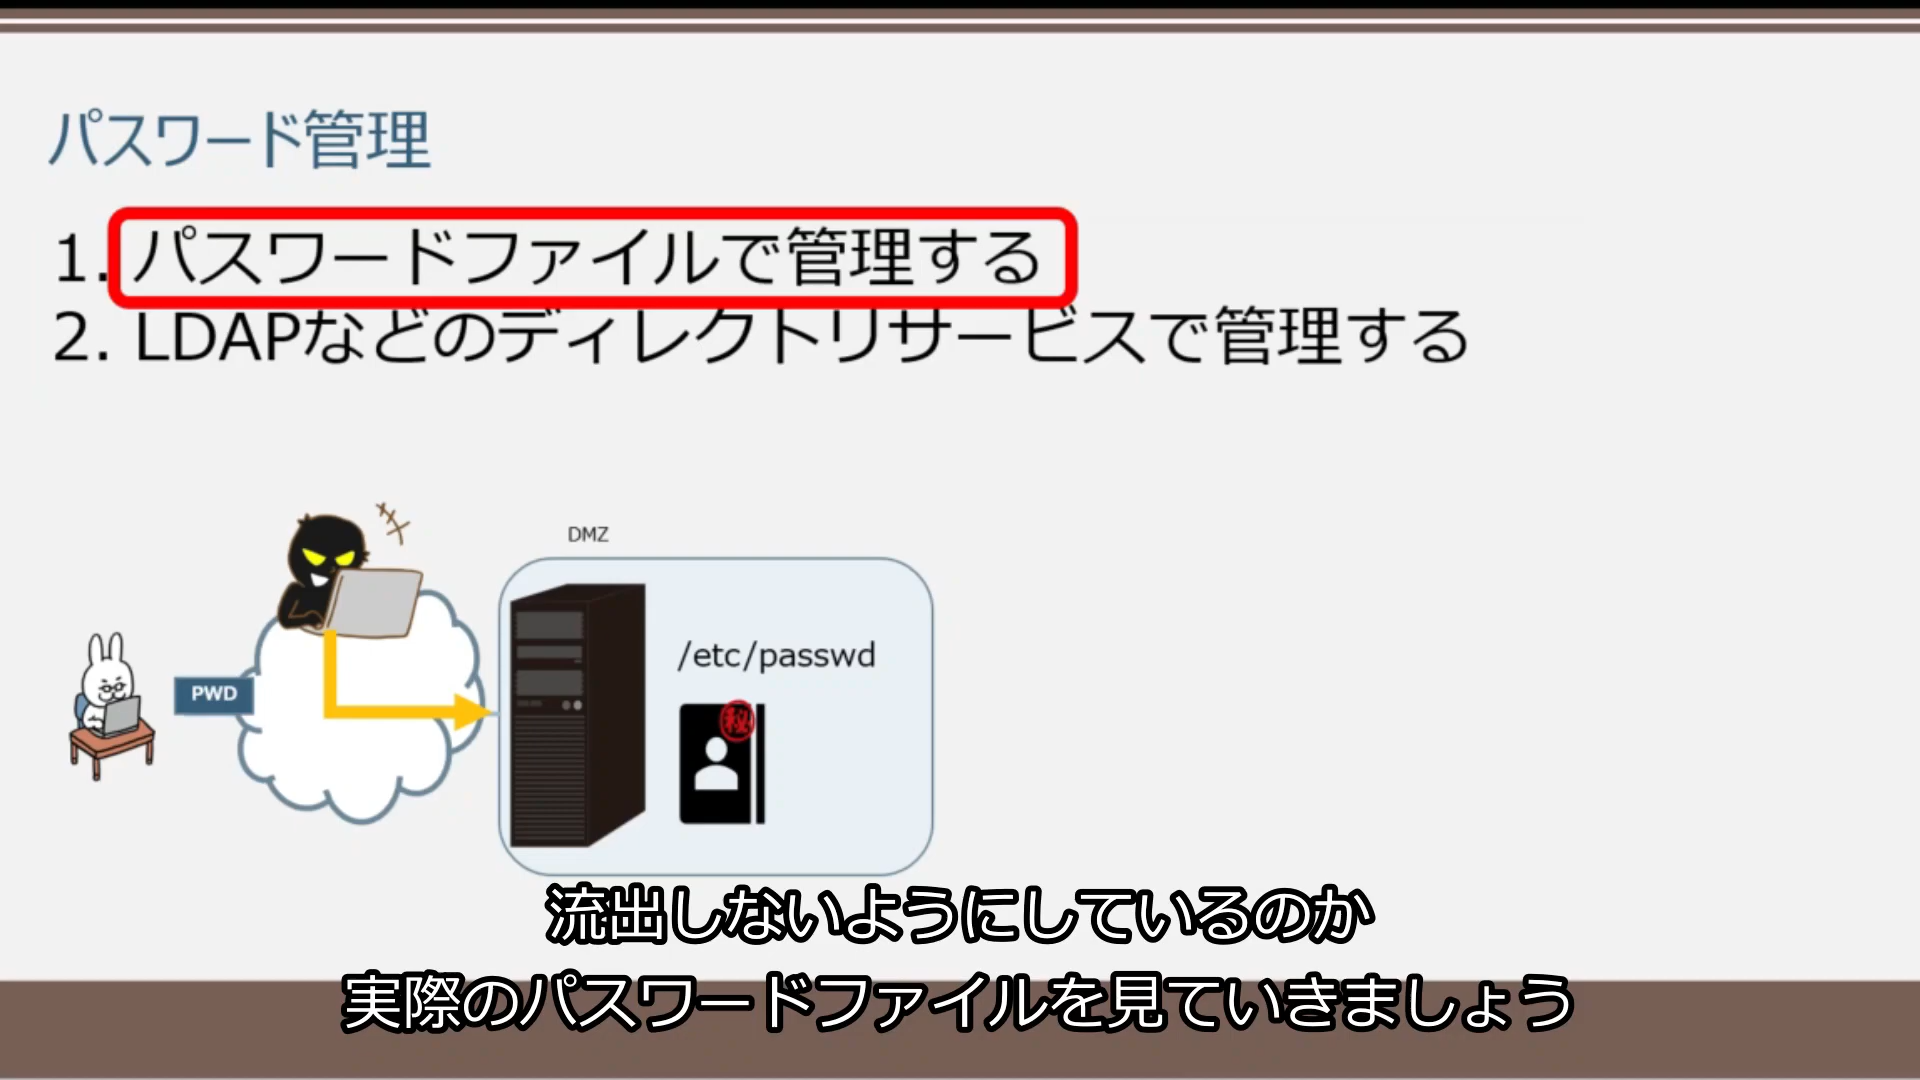 パスワード管理
1. パスワードファイルで管理する
2. LDAPなどのディレクトリサービスで管理する
DMZ
/etc/passwd
PWD
秘
流出しないようにしているのか
実際のパスワードファイルを見ていきましょう